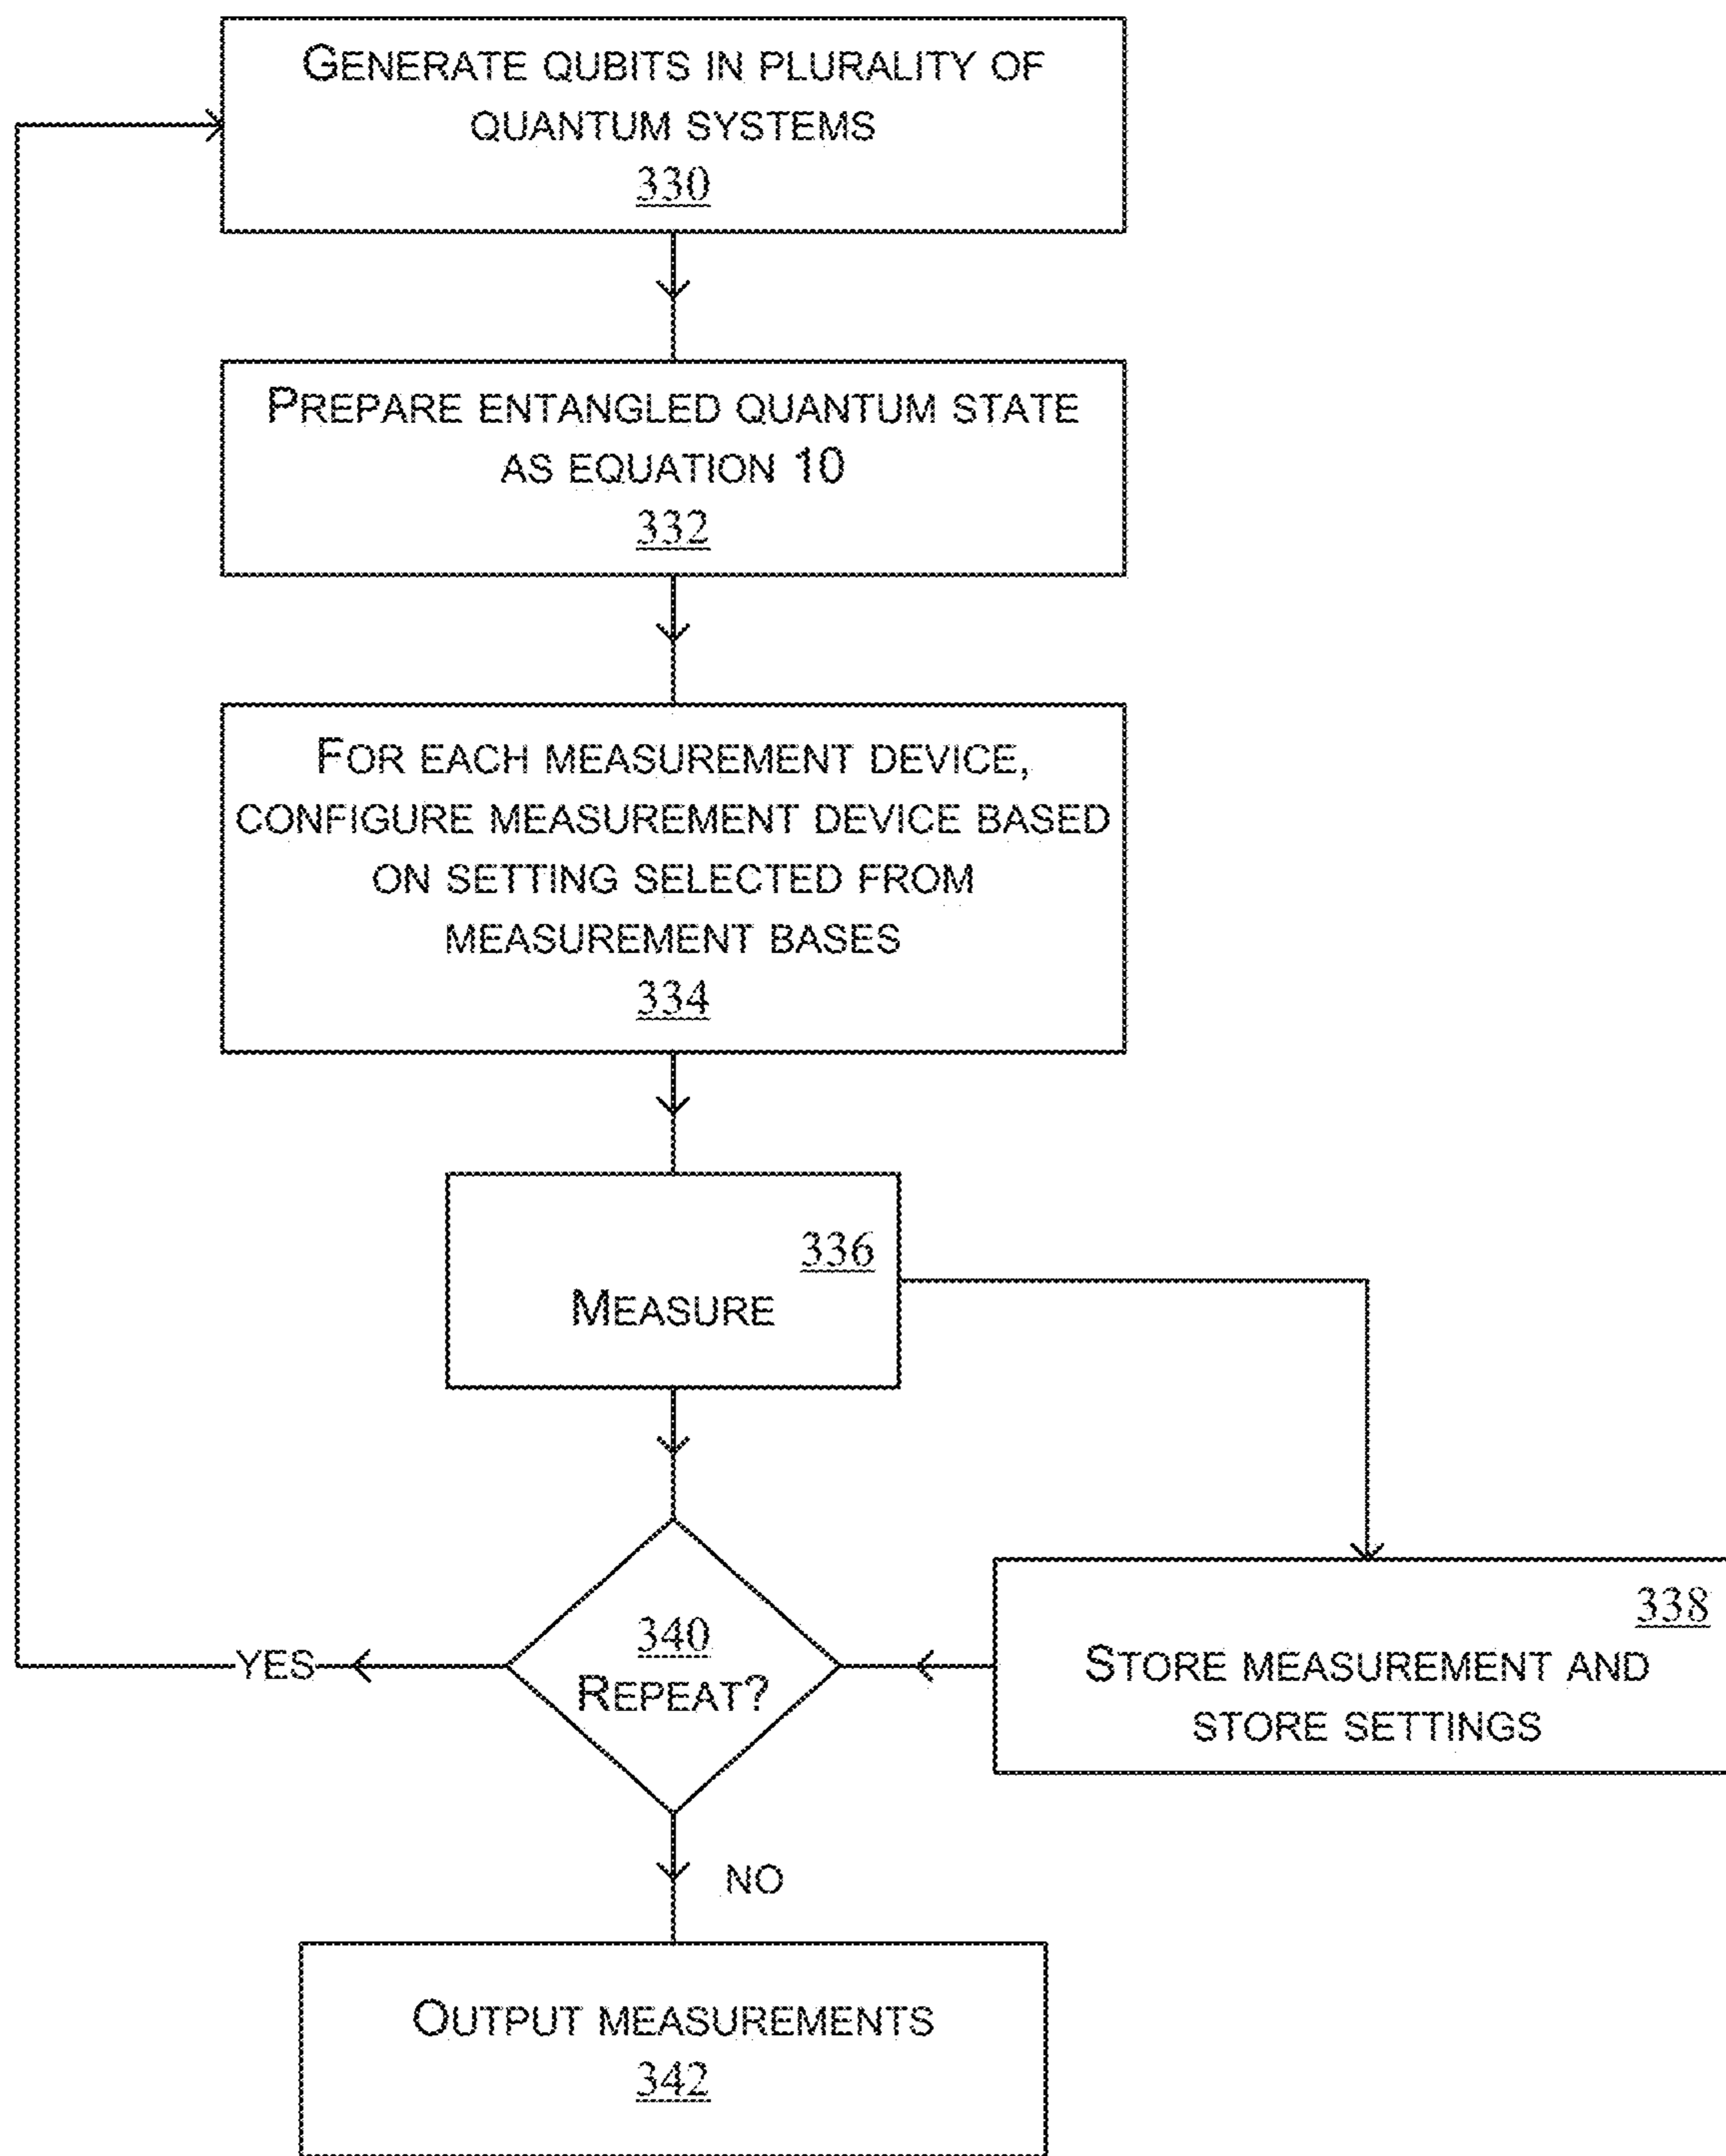 GENERATE QUBITS IN PLURALITY OF
QUANTUM SYSTEMS
330
PREPARE ENTANGLED QUANTUM STATE
AS EQUATION 10
332
FOR EACH MEASUREMENT DEVICE,
CONFIGURE MEASUREMENT DEVICE BASED
ON SETTING SELECTED FROM
MEASUREMENT BASES
334
336
MEASURE
338
STORE MEASUREMENT AND
STORE SETTINGS
340
REPEAT?
YES
NO
OUTPUT MEASUREMENTS
342